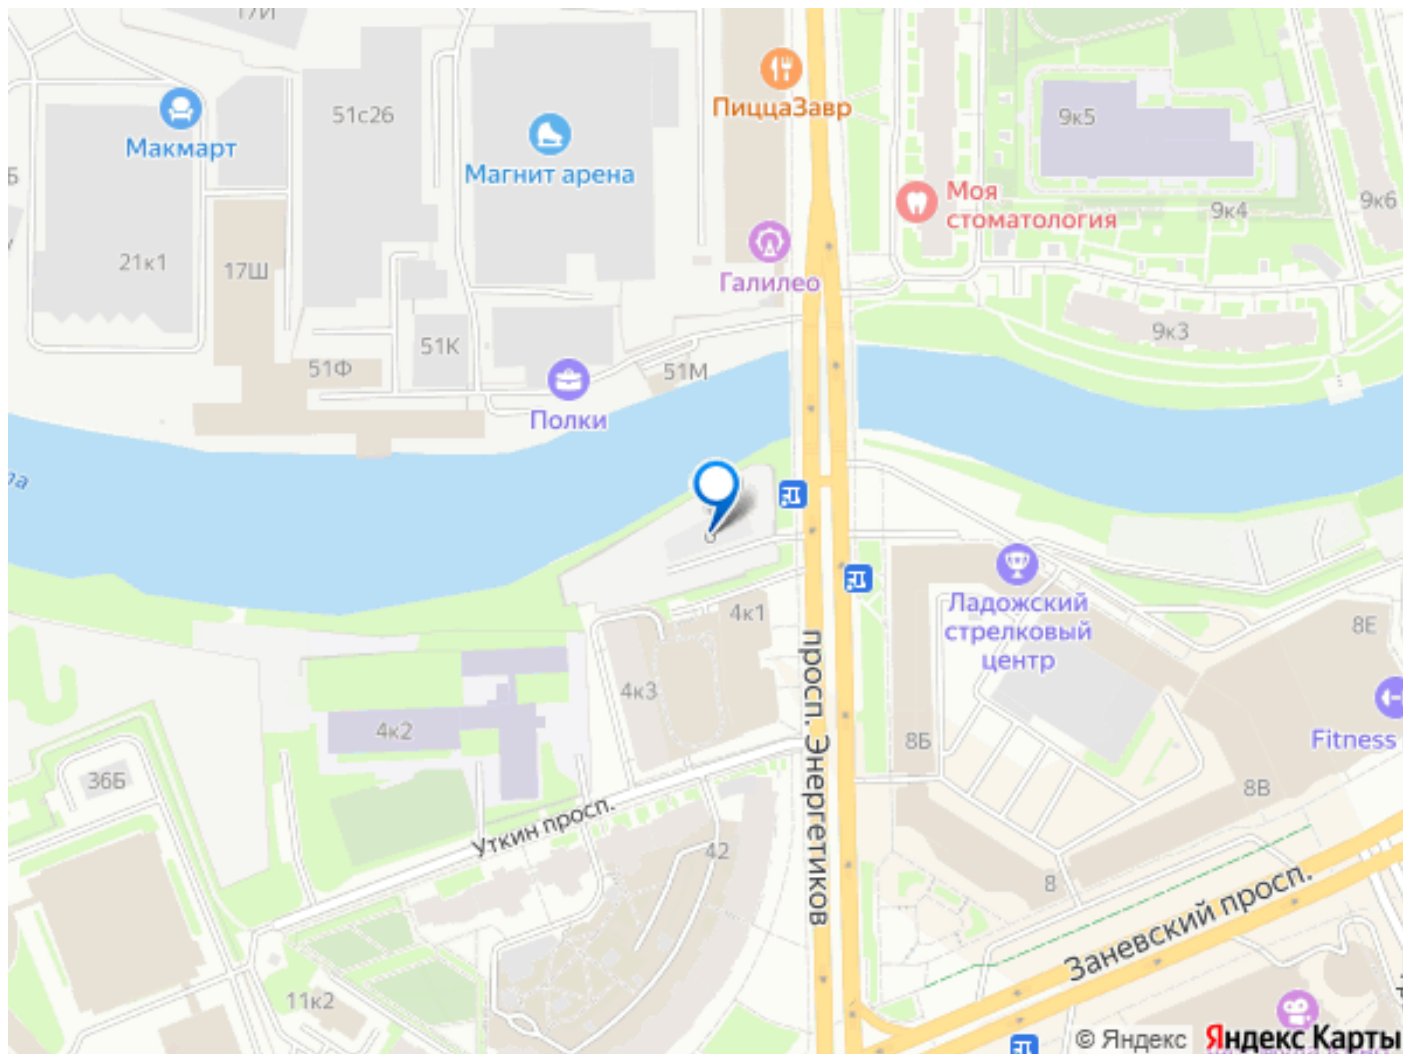 17И
51с26
ПиццаЗавр
9к5
Макмарт
Магнит арена
Моя
стоматология
9к4
9к6
21к1
17Ш
Галилео
51К
9к3
51Ф
51М
Полки
Ладожский
стрелковый
центр
4к1
8Е
4к3
4к2
просп. Энергетиков
8Б
Fitness
36Б
8В
Уткин просп.
42
8
Заневский просп.
11к2
© Яндекс Яндекс Карты